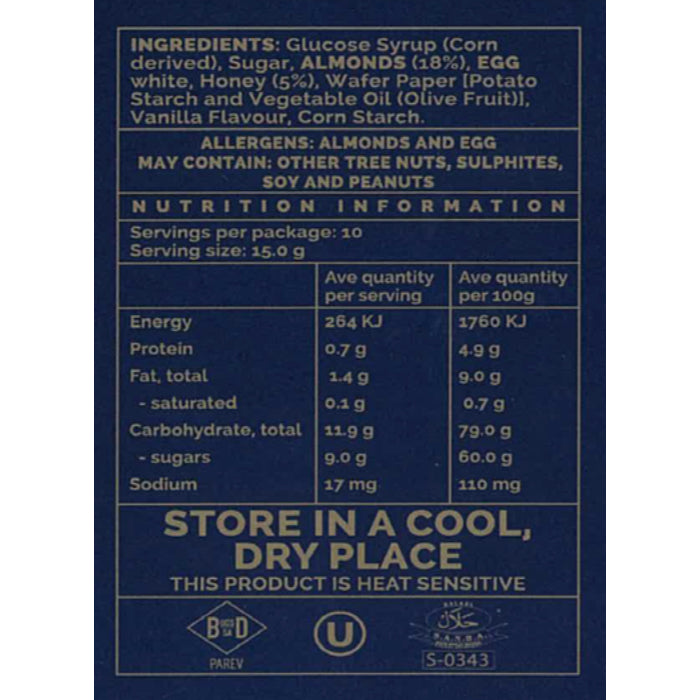 INGREDIENTS: Glucose Syrup (Corn
derived), Sugar, ALMONDS (18%), EGG
white, Honey (5%), Wafer Paper [Potato
Starch and Vegetable Oil (Olive Fruit)],
Vanilla Flavour, Corn Starch.
ALLERGENS: ALMONDS AND EGG
MAY CONTAIN: OTHER TREE NUTS, SULPHITES,
SOY AND PEANUTS
NUTRITION INFORMATION
Servings per package: 10
Serving size: 15.0 g
Ave quantity Ave quantity
per serving per 100g
Energy 264 KJ 1760 KJ
Protein 0.7 g 4.9 g
Fat, total 1.4 g 9.0 g
- saturated 0.1 g 0.7 g
Carbohydrate, total 11.9 g 79.0 g
- sugars 9.0 g 60.0 g
Sodium 17 mg 110 mg
STORE IN A COOL,
DRY PLACE
THIS PRODUCT IS HEAT SENSITIVE
B D U حلال
PAREV S-0343